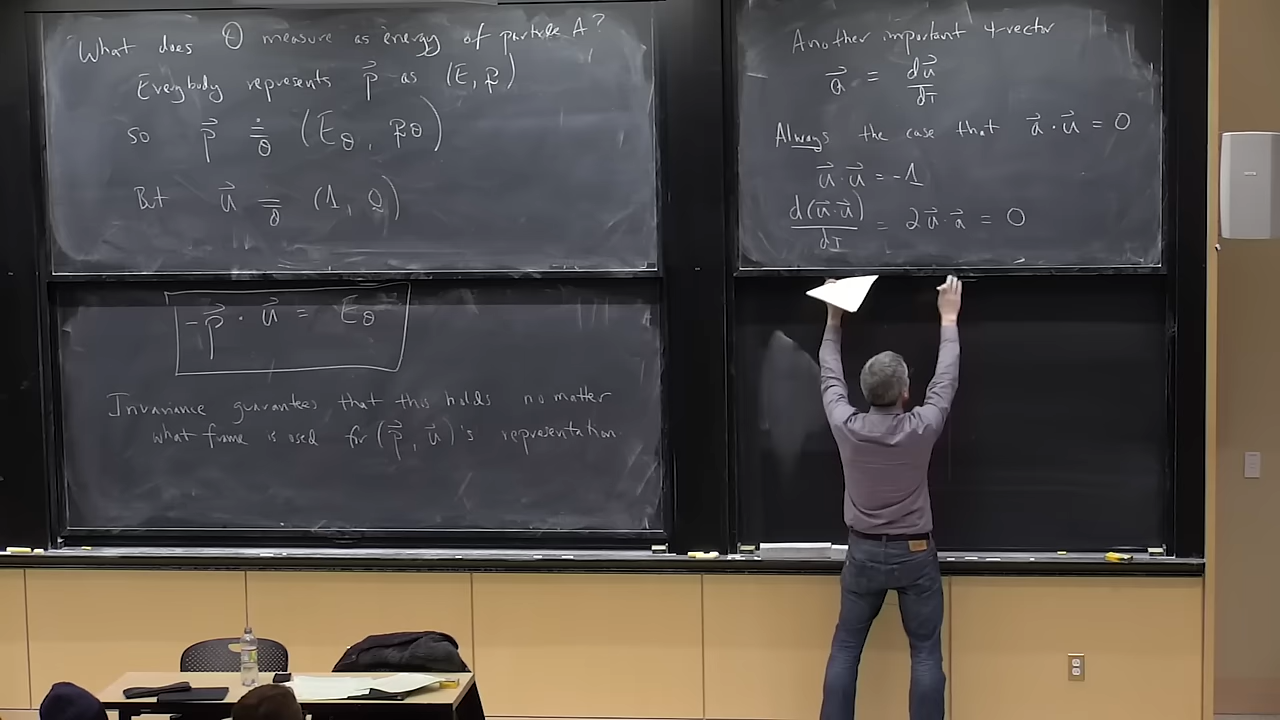 What does O measure as energy of particle A?
Everybody represents p⃗ as (E, p)
so p⃗ ≐_O (E_O, p_O)
But u⃗ =_O (1, 0)
-p⃗ · u⃗ = E_O
Invariance guarantees that this holds no matter
what frame is used for (p⃗, u⃗)'s representation.
Another important 4-vector
a⃗ = du⃗/dτ
Always the case that a⃗ · u⃗ = 0
u⃗ · u⃗ = -1
d(u⃗·u⃗)/dτ = 2u⃗·a⃗ = 0